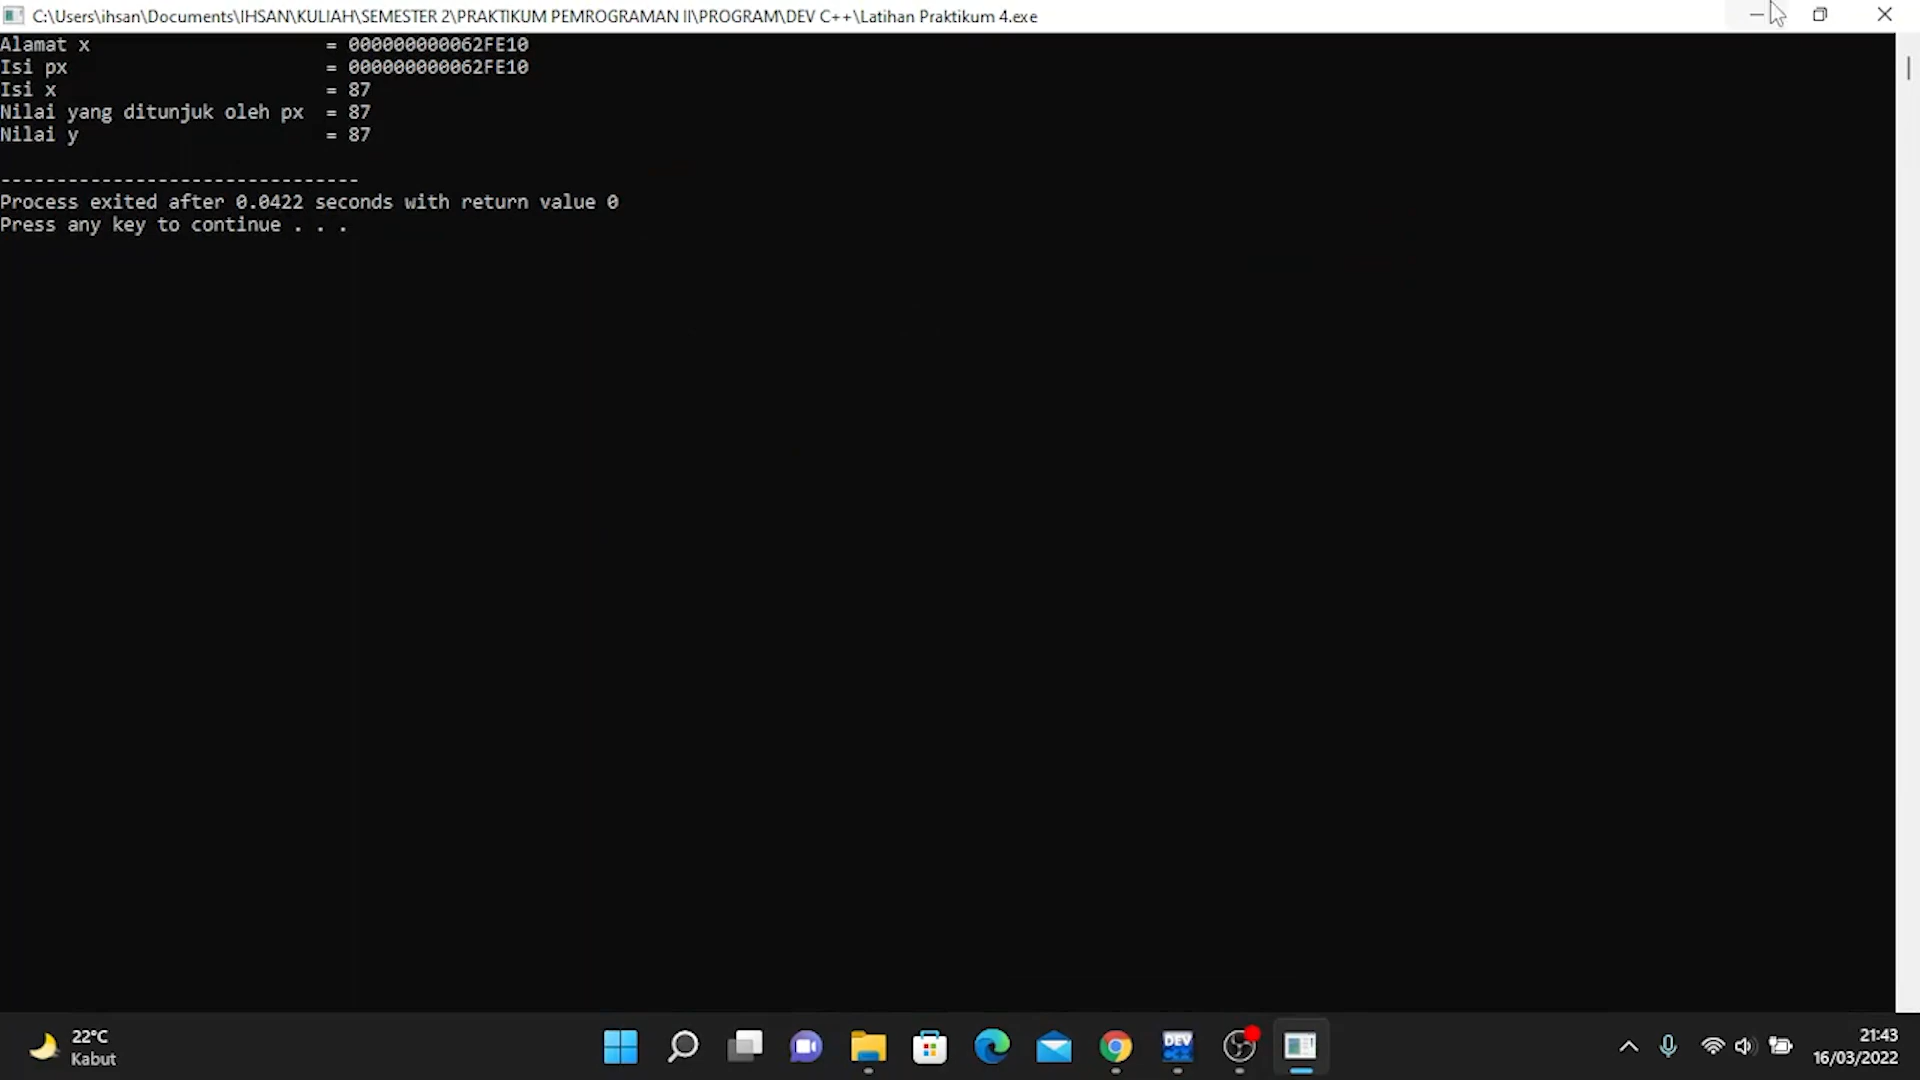 C:\Users\ihsan\Documents\IHSAN\KULIAH\SEMESTER 2\PRAKTIKUM PEMROGRAMAN II\PROGRAM\DEV C++\Latihan Praktikum 4.exe
Alamat x = 000000000062FE10
Isi px = 000000000062FE10
Isi x = 87
Nilai yang ditunjuk oleh px = 87
Nilai y = 87
--------------------------------
Process exited after 0.0422 seconds with return value 0
Press any key to continue . . .
22°C
Kabut
DEV
21:43
16/03/2022